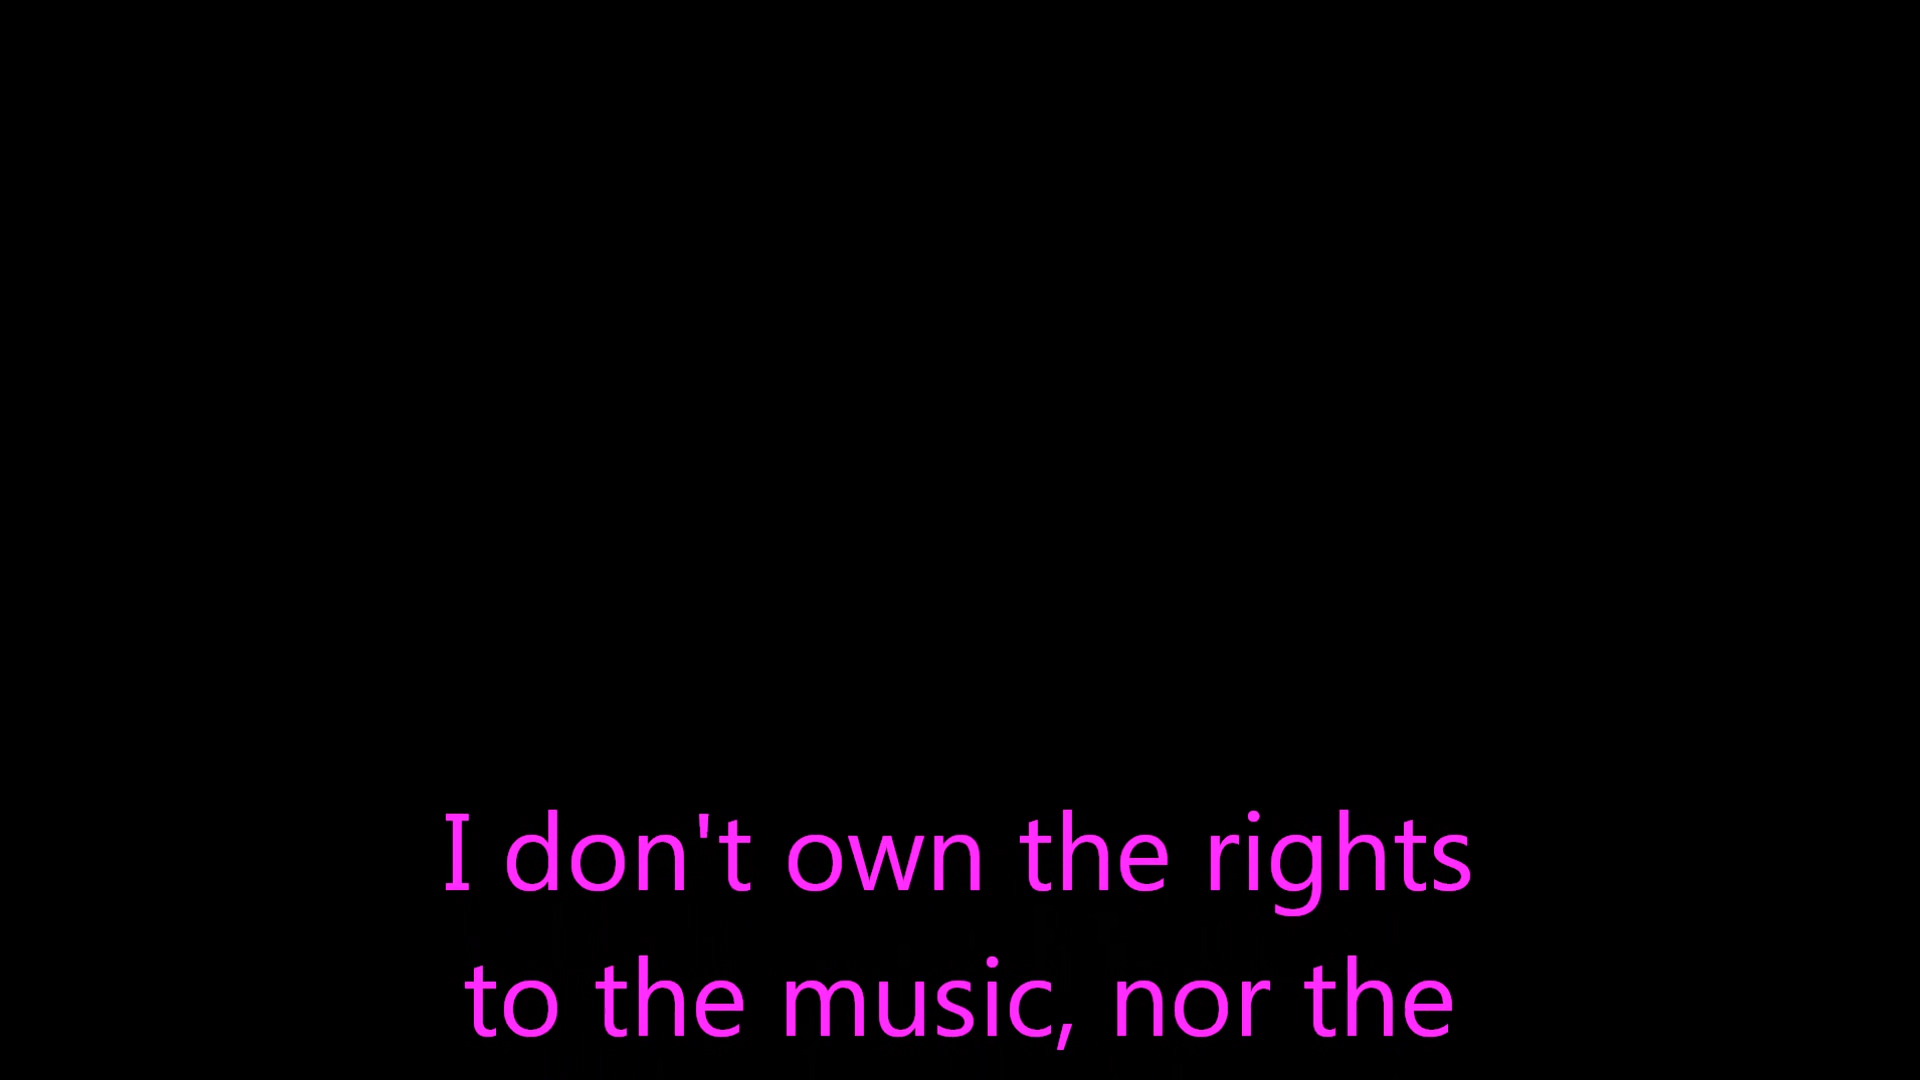 I don't own the rights
to the music, nor the